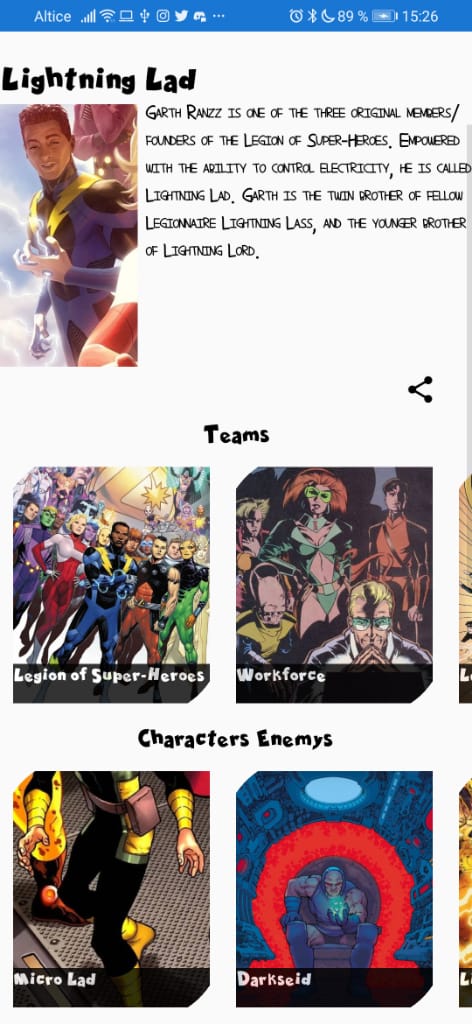 Altice 89 % 15:26
Lightning Lad
Garth Ranzz is one of the three original members/
founders of the Legion of Super-Heroes. Empowered
with the ability to control electricity, he is called
Lightning Lad. Garth is the twin brother of fellow
Legionnaire Lightning Lass, and the younger brother
of Lightning Lord.
Teams
Legion of Super-Heroes Workforce
Characters Enemys
Micro Lad Darkseid